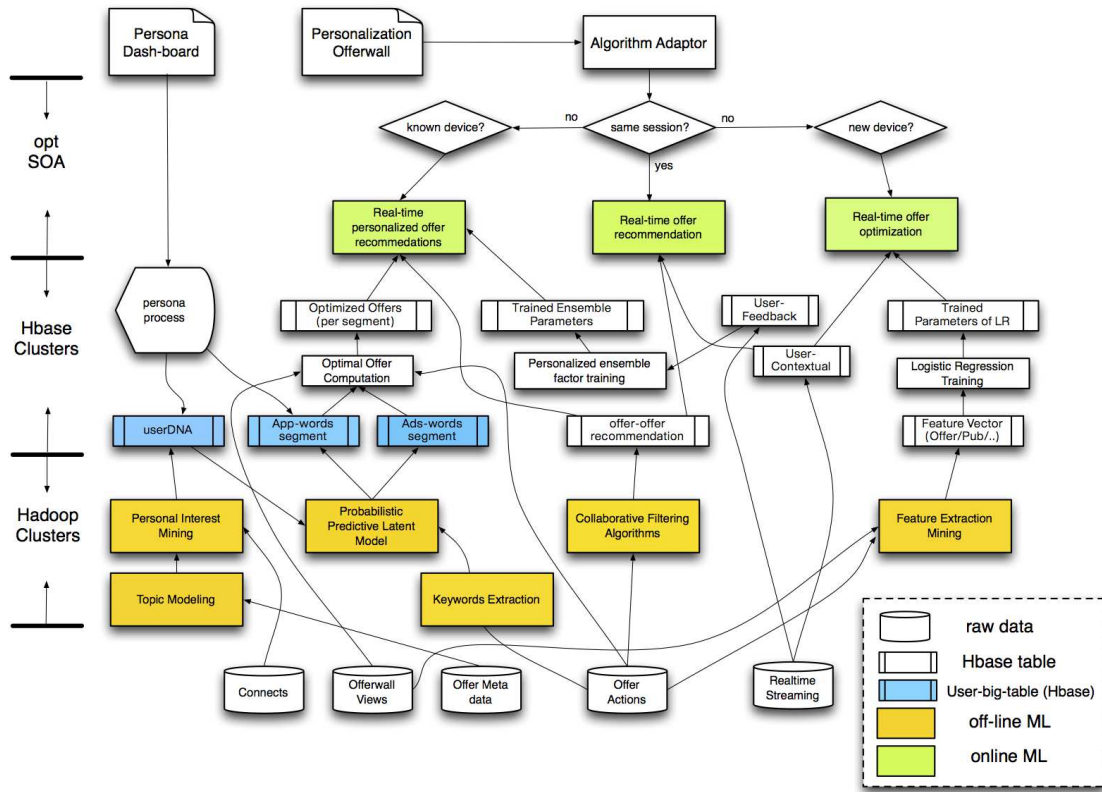 Persona
Dash-board
Personalization
Offerwall
Algorithm Adaptor
opt
SOA
known device?
no
same session?
no
new device?
yes
Real-time
personalized offer
recommedations
Real-time offer
recommendation
Real-time offer
optimization
Hbase
Clusters
persona
process
Optimized Offers
(per segment)
Trained Ensemble
Parameters
User-
Feedback
Trained
Parameters of LR
Optimal Offer
Computation
Personalized ensemble
factor training
User-
Contextual
Logistic Regression
Training
userDNA
App-words
segment
Ads-words
segment
offer-offer
recommendation
Feature Vector
(Offer/Pub/..)
Hadoop
Clusters
Personal Interest
Mining
Probabilistic
Predictive Latent
Model
Collaborative Filtering
Algorithms
Feature Extraction
Mining
Topic Modeling
Keywords Extraction
Connects
Offerwall
Views
Offer Meta
data
Offer
Actions
Realtime
Streaming
raw data
Hbase table
User-big-table (Hbase)
off-line ML
online ML